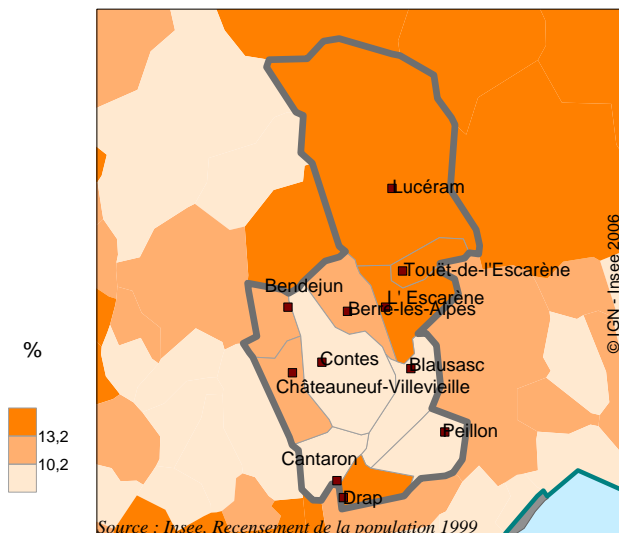 Lucéram
Touët-de-l'Escarène
Bendejun
L' Escarène
Berre-les-Alpes
© IGN - Insee 2006
%
Contes
Blausasc
Châteauneuf-Villevieille
13,2
Peillon
10,2
Cantaron
Drap
Source : Insee, Recensement de la population 1999